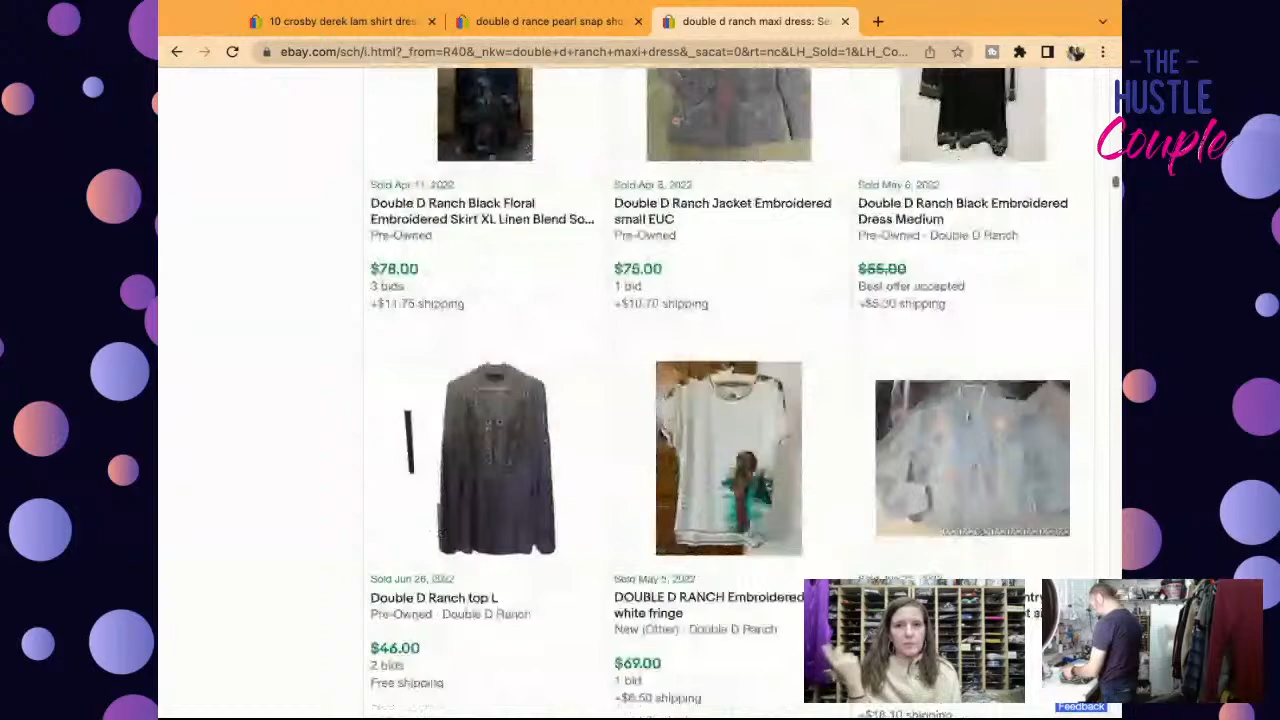 10 crosby derek lam shirt dres
double d rance pearl snap sho
double d ranch maxi dress: Se
ebay.com/sch/i.html?_from=R40&_nkw=double+d+ranch+maxi+dress&_sacat=0&rt=nc&LH_Sold=1&LH_Co...
THE
HUSTLE
Couple
Sold Apr 11, 2022
Double D Ranch Black Floral
Embroidered Skirt XL Linen Blend So...
Pre-Owned
$78.00
3 bids
+$11.75 shipping
Sold Apr 8, 2022
Double D Ranch Jacket Embroidered
small EUC
Pre-Owned
$75.00
1 bid
+$10.70 shipping
Sold May 6, 2022
Double D Ranch Black Embroidered
Dress Medium
Pre-Owned · Double D Ranch
$55.00
Best offer accepted
+$5.30 shipping
Sold Jun 26, 2022
Double D Ranch top L
Pre-Owned · Double D Ranch
$46.00
2 bids
Free shipping
Sold May 5, 2022
DOUBLE D RANCH Embroidered
white fringe
New (Other) · Double D Ranch
$69.00
1 bid
+$6.50 shipping
+$18.10 shipping
Feedback